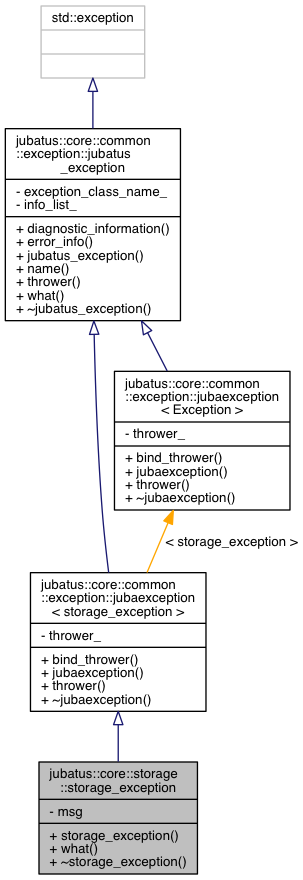 std::exception
jubatus::core::common
::exception::jubatus
_exception
- exception_class_name_
- info_list_
+ diagnostic_information()
+ error_info()
+ jubatus_exception()
+ name()
+ thrower()
+ what()
+ ~jubatus_exception()
jubatus::core::common
::exception::jubaexception
< Exception >
- thrower_
+ bind_thrower()
+ jubaexception()
+ thrower()
+ ~jubaexception()
< storage_exception >
jubatus::core::common
::exception::jubaexception
< storage_exception >
- thrower_
+ bind_thrower()
+ jubaexception()
+ thrower()
+ ~jubaexception()
jubatus::core::storage
::storage_exception
- msg
+ storage_exception()
+ what()
+ ~storage_exception()